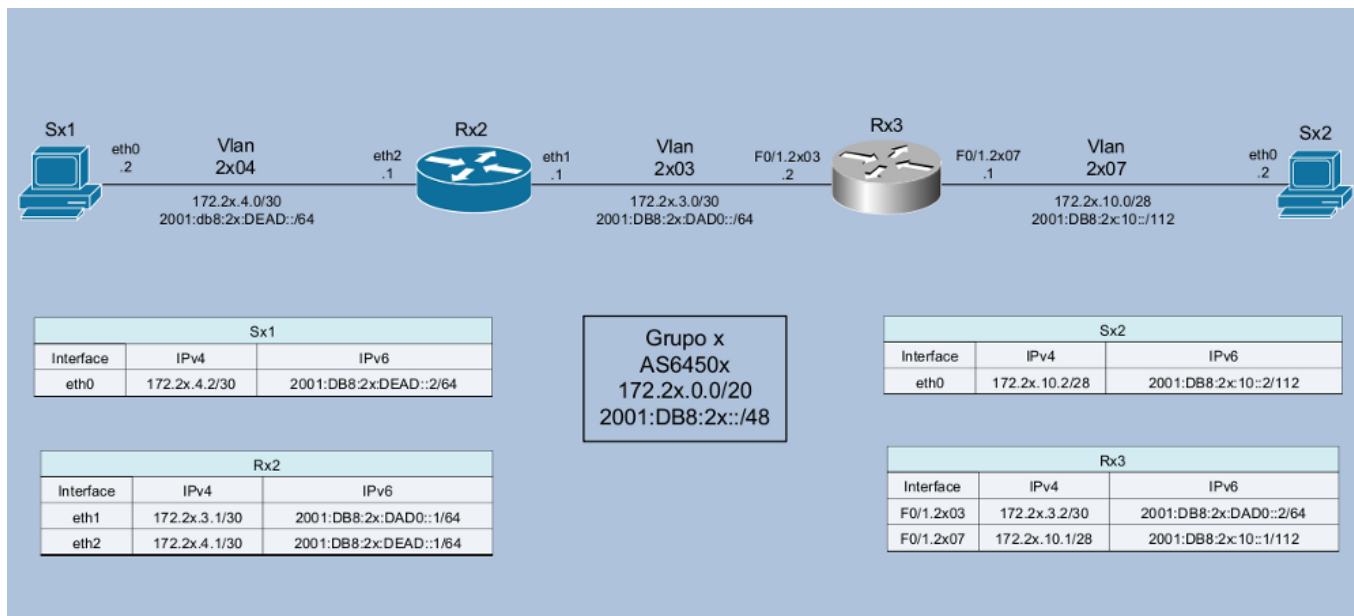 Sx1
eth0
.2
Vlan
2x04
172.2x.4.0/30
2001:db8:2x:DEAD::/64
eth2
.1
Rx2
eth1
.1
Vlan
2x03
172.2x.3.0/30
2001:DB8:2x:DAD0::/64
F0/1.2x03
.2
Rx3
F0/1.2x07
.1
Vlan
2x07
172.2x.10.0/28
2001:DB8:2x:10::/112
eth0
.2
Sx2
Sx1
Interface IPv4 IPv6
eth0 172.2x.4.2/30 2001:DB8:2x:DEAD::2/64
Rx2
Interface IPv4 IPv6
eth1 172.2x.3.1/30 2001:DB8:2x:DAD0::1/64
eth2 172.2x.4.1/30 2001:DB8:2x:DEAD::1/64
Grupo x
AS6450x
172.2x.0.0/20
2001:DB8:2x::/48
Sx2
Interface IPv4 IPv6
eth0 172.2x.10.2/28 2001:DB8:2x:10::2/112
Rx3
Interface IPv4 IPv6
F0/1.2x03 172.2x.3.2/30 2001:DB8:2x:DAD0::2/64
F0/1.2x07 172.2x.10.1/28 2001:DB8:2x:10::1/112